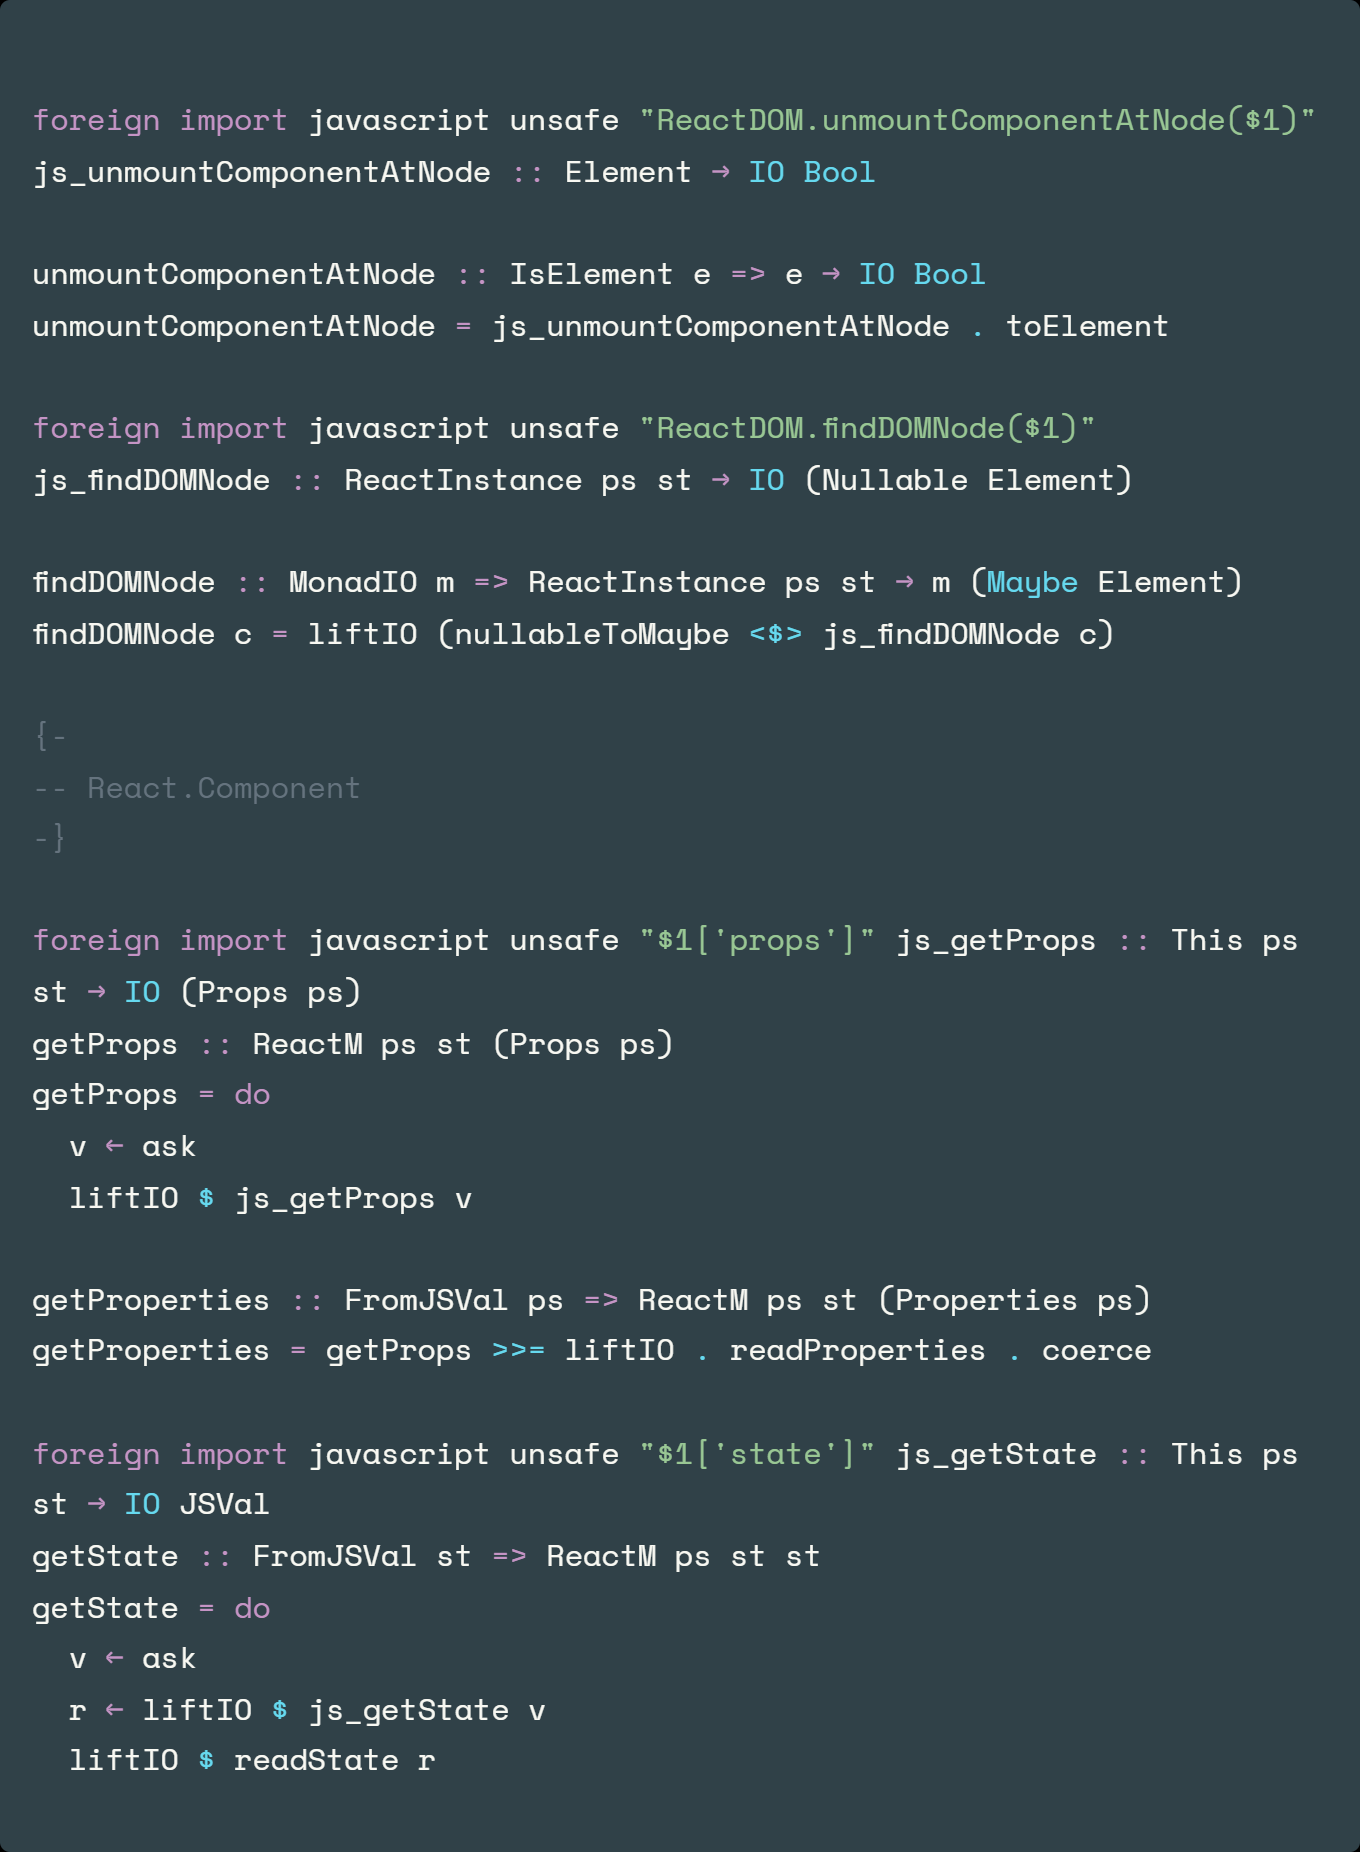 foreign import javascript unsafe "ReactDOM.unmountComponentAtNode($1)"
js_unmountComponentAtNode :: Element → IO Bool
unmountComponentAtNode :: IsElement e => e → IO Bool
unmountComponentAtNode = js_unmountComponentAtNode . toElement
foreign import javascript unsafe "ReactDOM.findDOMNode($1)"
js_findDOMNode :: ReactInstance ps st → IO (Nullable Element)
findDOMNode :: MonadIO m => ReactInstance ps st → m (Maybe Element)
findDOMNode c = liftIO (nullableToMaybe <$> js_findDOMNode c)
{-
-- React.Component
-}
foreign import javascript unsafe "$1['props']" js_getProps :: This ps
st → IO (Props ps)
getProps :: ReactM ps st (Props ps)
getProps = do
  v ← ask
  liftIO $ js_getProps v
getProperties :: FromJSVal ps => ReactM ps st (Properties ps)
getProperties = getProps >>= liftIO . readProperties . coerce
foreign import javascript unsafe "$1['state']" js_getState :: This ps
st → IO JSVal
getState :: FromJSVal st => ReactM ps st st
getState = do
  v ← ask
  r ← liftIO $ js_getState v
  liftIO $ readState r